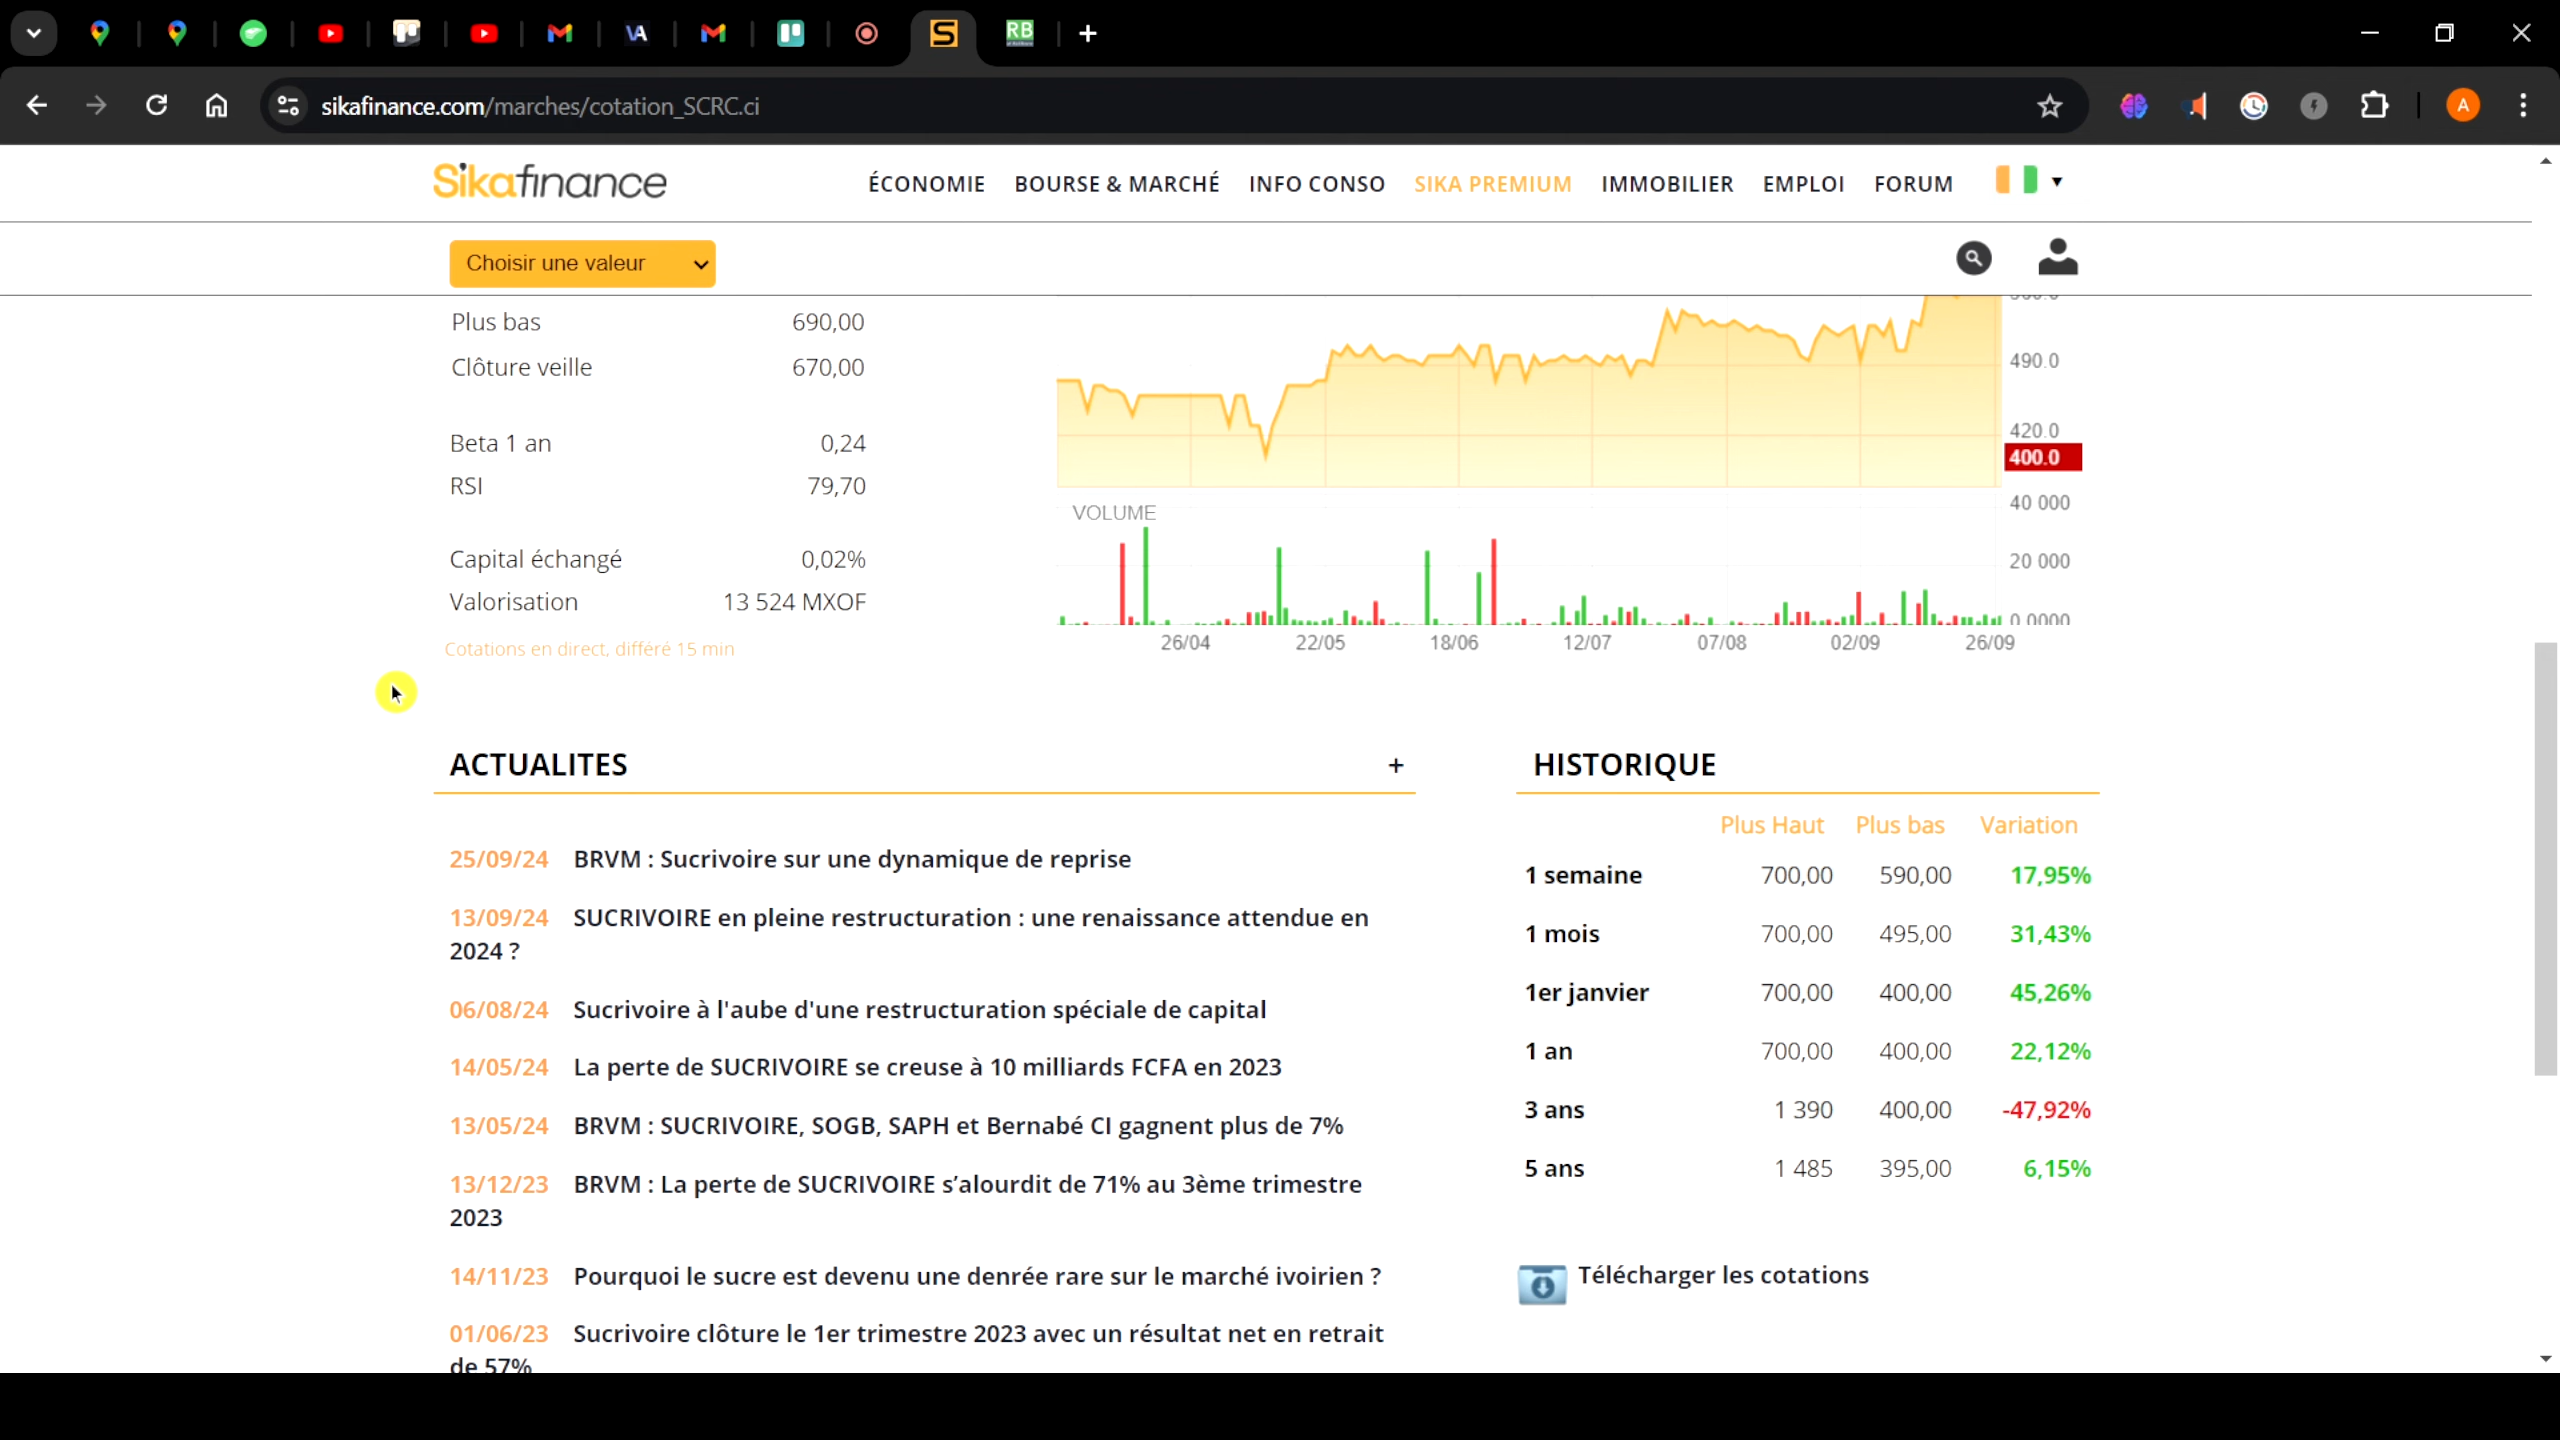 VA
S
RB
sikafinance.com/marches/cotation_SCRC.ci
A
Sikafinance
ÉCONOMIE BOURSE & MARCHÉ INFO CONSO SIKA PREMIUM IMMOBILIER EMPLOI FORUM
Choisir une valeur
Plus bas 690,00
Clôture veille 670,00
Beta 1 an 0,24
RSI 79,70
Capital échangé 0,02%
Valorisation 13 524 MXOF
Cotations en direct, différé 15 min
490.0
420.0
400.0
VOLUME
40 000
20 000
0.0000
26/04 22/05 18/06 12/07 07/08 02/09 26/09
ACTUALITES +
25/09/24 BRVM : Sucrivoire sur une dynamique de reprise
13/09/24 SUCRIVOIRE en pleine restructuration : une renaissance attendue en
2024 ?
06/08/24 Sucrivoire à l'aube d'une restructuration spéciale de capital
14/05/24 La perte de SUCRIVOIRE se creuse à 10 milliards FCFA en 2023
13/05/24 BRVM : SUCRIVOIRE, SOGB, SAPH et Bernabé CI gagnent plus de 7%
13/12/23 BRVM : La perte de SUCRIVOIRE s’alourdit de 71% au 3ème trimestre
2023
14/11/23 Pourquoi le sucre est devenu une denrée rare sur le marché ivoirien ?
01/06/23 Sucrivoire clôture le 1er trimestre 2023 avec un résultat net en retrait
de 57%
HISTORIQUE
Plus Haut Plus bas Variation
1 semaine 700,00 590,00 17,95%
1 mois 700,00 495,00 31,43%
1er janvier 700,00 400,00 45,26%
1 an 700,00 400,00 22,12%
3 ans 1 390 400,00 -47,92%
5 ans 1 485 395,00 6,15%
Télécharger les cotations